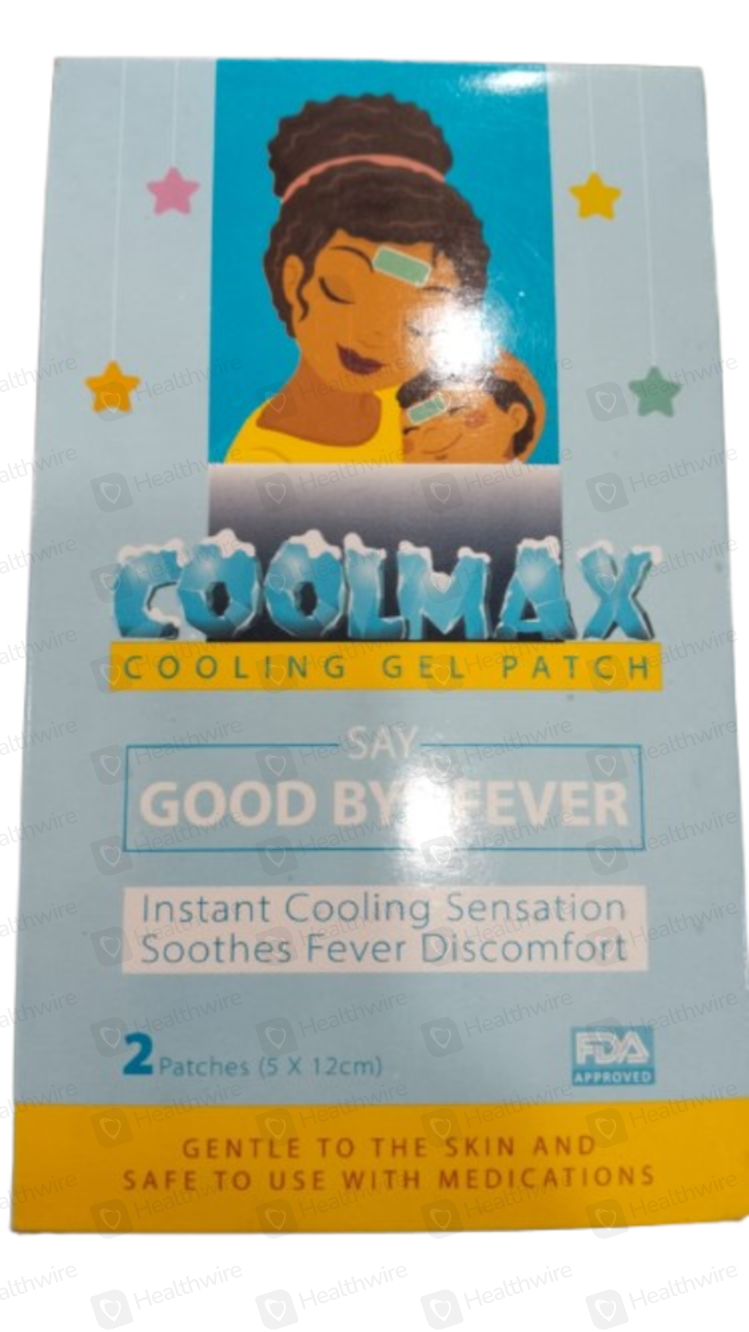 COOLMAX
COOLING GEL PATCH
SAY
GOOD FEVER
Instant Cooling Sensation
Soothes Fever Discomfort
2 Patches (5 X 12cm)
FDA
APPROVED
GENTLE TO THE SKIN AND
SAFE TO USE WITH MEDICATIONS
Healthwire